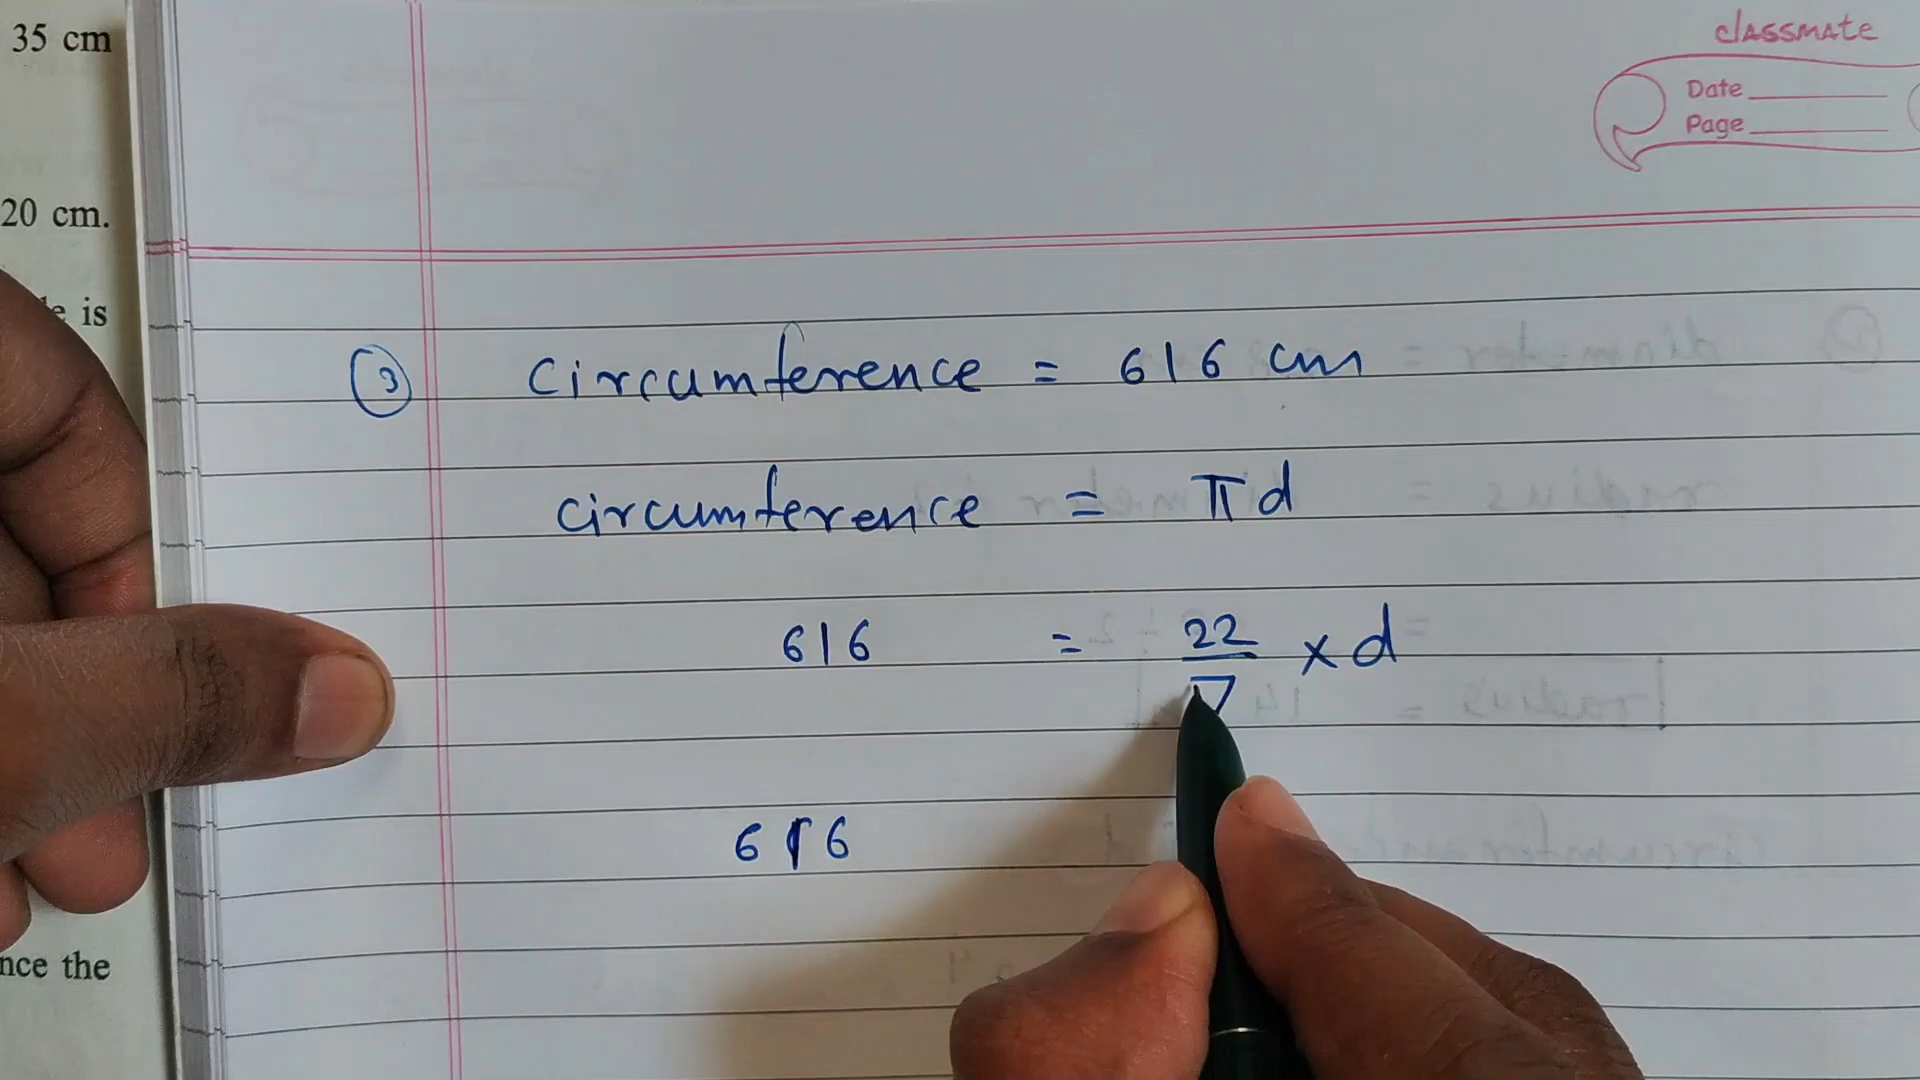 35 cm
20 cm.
is
nce the
classmate
Date
Page
3 Circumference = 616 cm
circumference = πd
616 = 22/7 × d
616